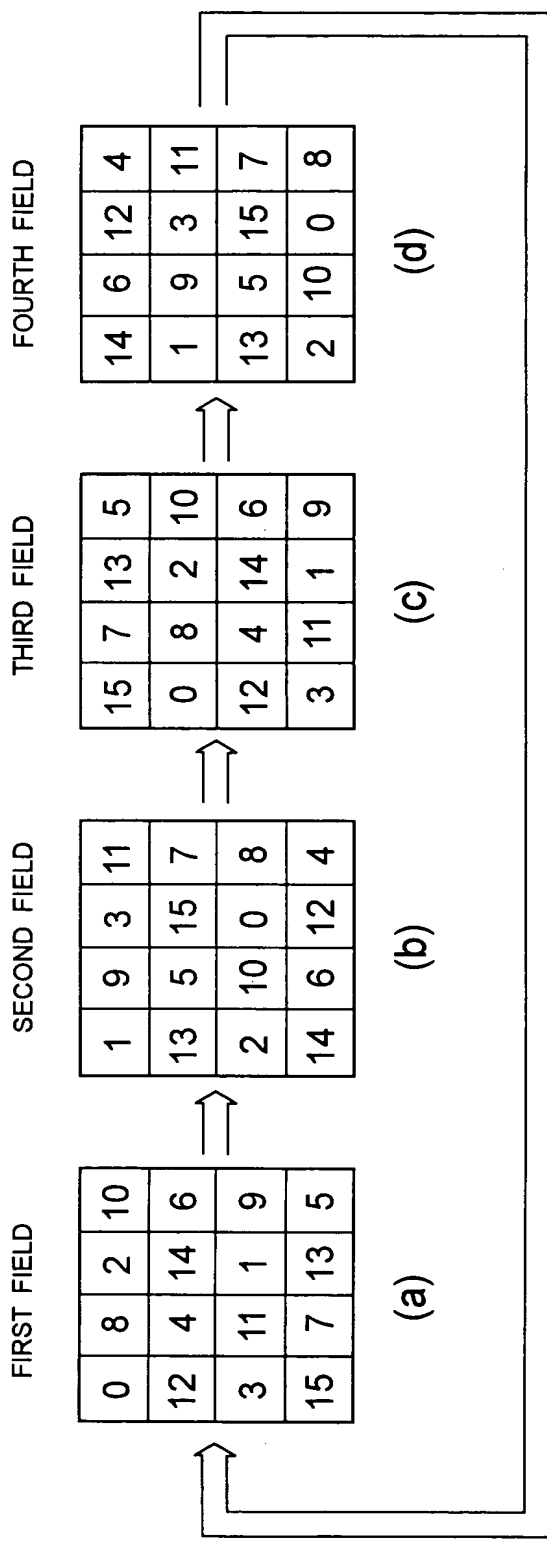 FIRST FIELD
0 8 2 10
12 4 14 6
3 11 1 9
15 7 13 5
(a)
SECOND FIELD
1 9 3 11
13 5 15 7
2 10 0 8
14 6 12 4
(b)
THIRD FIELD
15 7 13 5
0 8 2 10
12 4 14 6
3 11 1 9
(c)
FOURTH FIELD
14 6 12 4
1 9 3 11
13 5 15 7
2 10 0 8
(d)